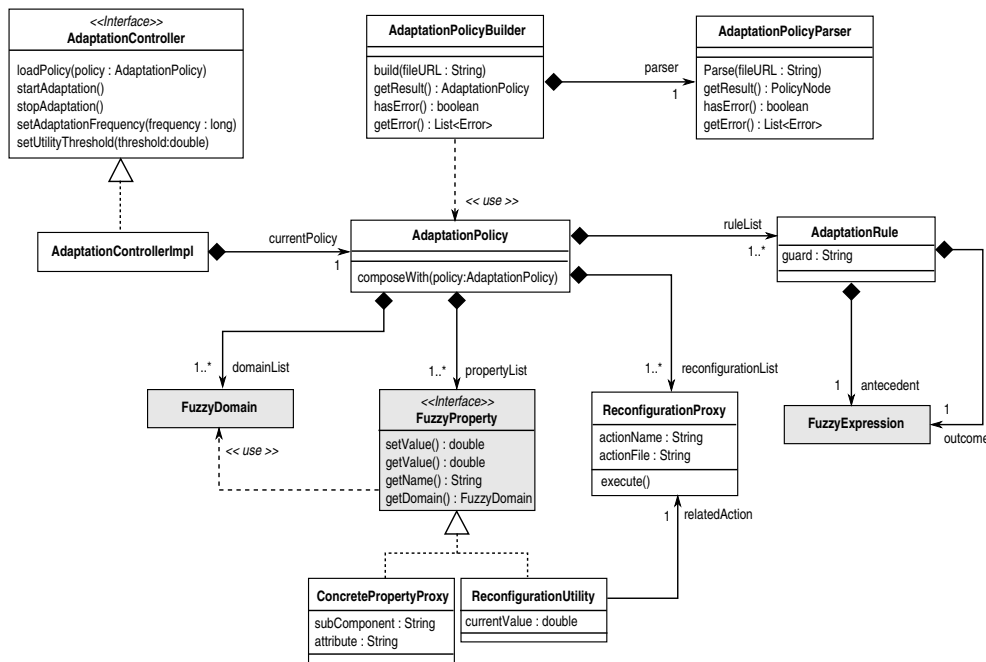 <<Interface>>
AdaptationController
loadPolicy(policy : AdaptationPolicy)
startAdaptation()
stopAdaptation()
setAdaptationFrequency(frequency : long)
setUtilityThreshold(threshold:double)
AdaptationPolicyBuilder
build(fileURL : String)
getResult() : AdaptationPolicy
hasError() : boolean
getError() : List<Error>
parser
1
AdaptationPolicyParser
Parse(fileURL : String)
getResult() : PolicyNode
hasError() : boolean
getError() : List<Error>
<< use >>
AdaptationControllerImpl
currentPolicy
1
AdaptationPolicy
composeWith(policy:AdaptationPolicy)
ruleList
1..*
AdaptationRule
guard : String
1..*
domainList
1..*
propertyList
1..*
reconfigurationList
1
antecedent
1
outcome
FuzzyDomain
<< use >>
<<Interface>>
FuzzyProperty
setValue() : double
getValue() : double
getName() : String
getDomain() : FuzzyDomain
ReconfigurationProxy
actionName : String
actionFile : String
execute()
FuzzyExpression
1
relatedAction
ConcretePropertyProxy
subComponent : String
attribute : String
ReconfigurationUtility
currentValue : double